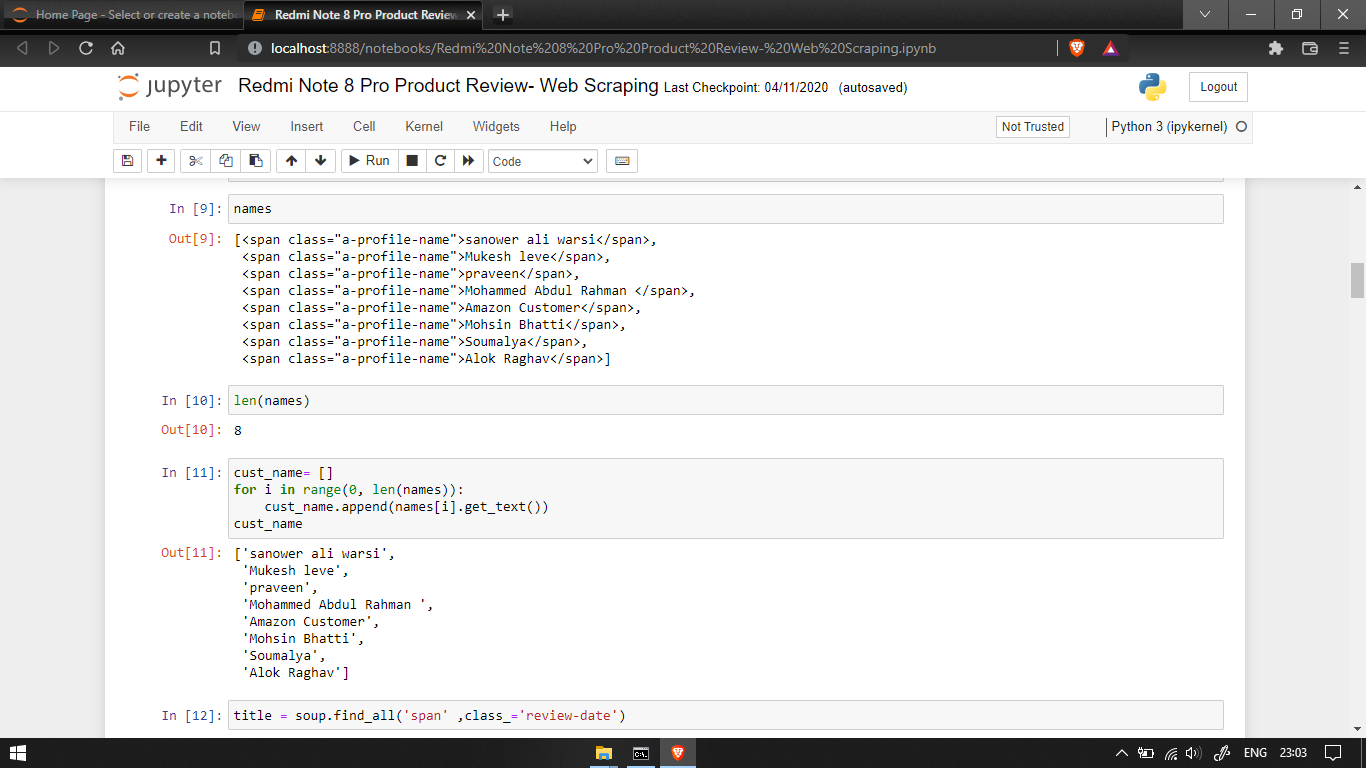 Home Page - Select or create a noteb
Redmi Note 8 Pro Product Review
localhost:8888/notebooks/Redmi%20Note%208%20Pro%20Product%20Review-%20Web%20Scraping.ipynb
jupyter Redmi Note 8 Pro Product Review- Web Scraping Last Checkpoint: 04/11/2020 (autosaved)
Logout
File Edit View Insert Cell Kernel Widgets Help
Not Trusted
Python 3 (ipykernel)
Run
Code
In [9]: names
Out[9]: [<span class="a-profile-name">sanower ali warsi</span>,
<span class="a-profile-name">Mukesh leve</span>,
<span class="a-profile-name">praveen</span>,
<span class="a-profile-name">Mohammed Abdul Rahman </span>,
<span class="a-profile-name">Amazon Customer</span>,
<span class="a-profile-name">Mohsin Bhatti</span>,
<span class="a-profile-name">Soumalya</span>,
<span class="a-profile-name">Alok Raghav</span>]
In [10]: len(names)
Out[10]: 8
In [11]: cust_name= []
for i in range(0, len(names)):
    cust_name.append(names[i].get_text())
cust_name
Out[11]: ['sanower ali warsi',
'Mukesh leve',
'praveen',
'Mohammed Abdul Rahman ',
'Amazon Customer',
'Mohsin Bhatti',
'Soumalya',
'Alok Raghav']
In [12]: title = soup.find_all('span' ,class_='review-date')
ENG 23:03